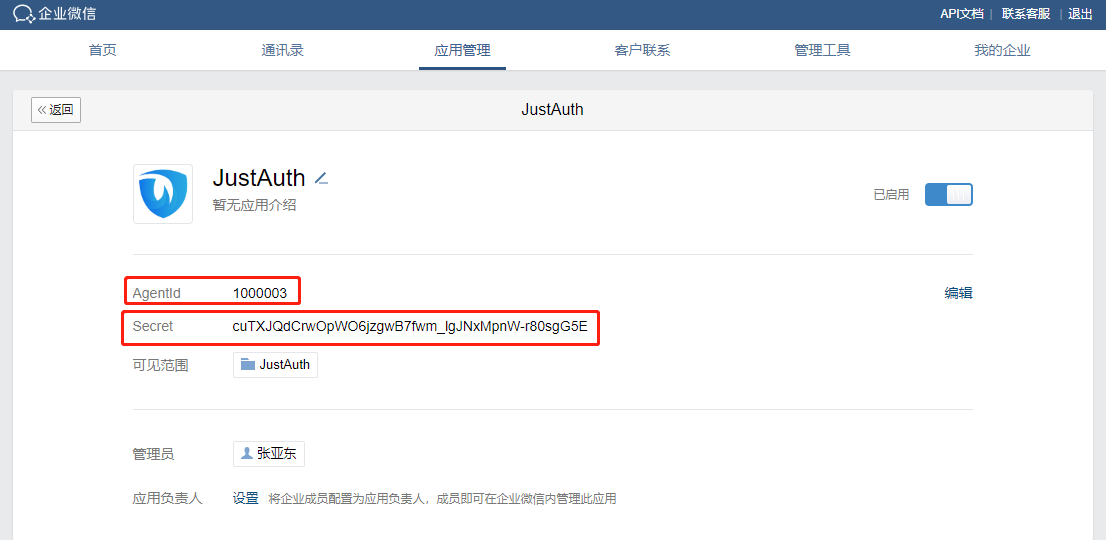 企业微信
API文档 | 联系客服 | 退出
首页 通讯录 应用管理 客户联系 管理工具 我的企业
«返回 JustAuth
JustAuth
暂无应用介绍
已启用
AgentId 1000003 编辑
Secret cuTXJQdCrwOpWO6jzgwB7fwm_IgJNxMpnW-r80sgG5E
可见范围 JustAuth
管理员 张亚东
应用负责人 设置 将企业成员配置为应用负责人，成员即可在企业微信内管理此应用